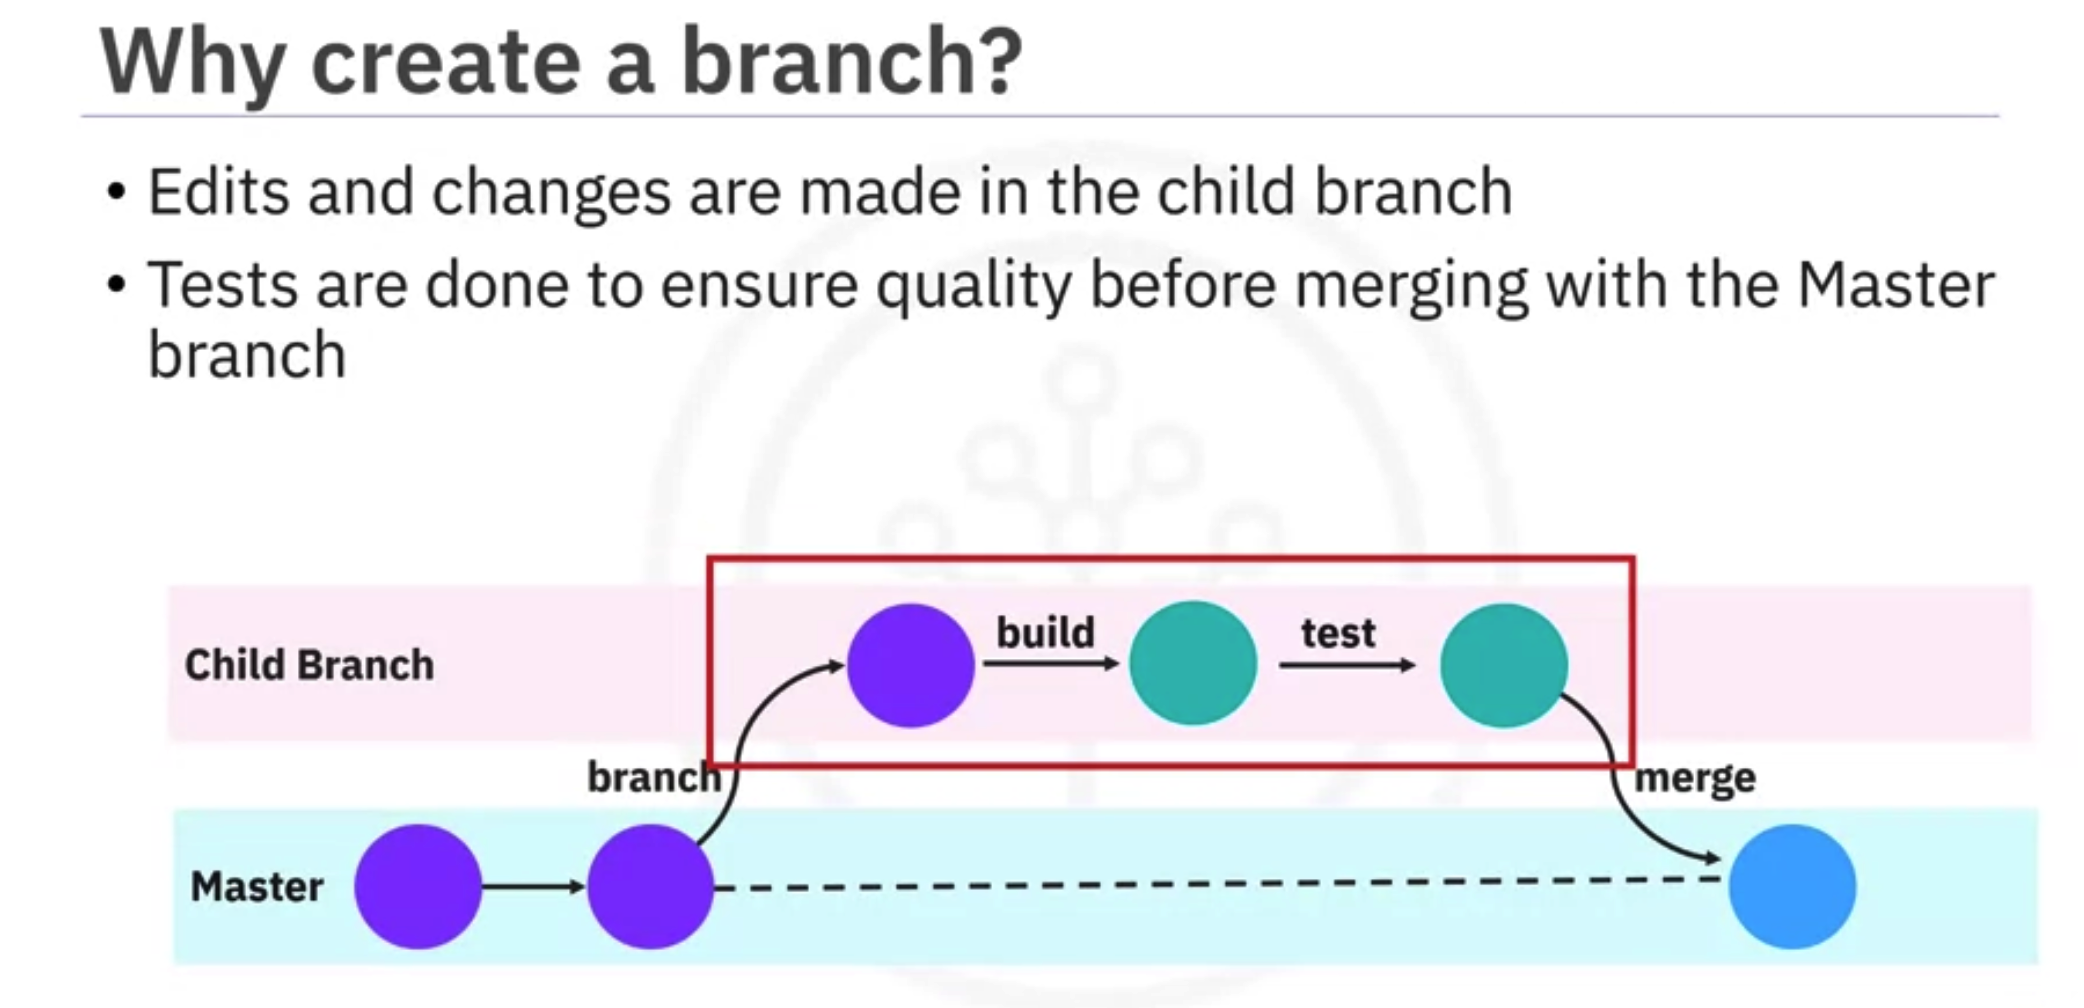 Why create a branch?
• Edits and changes are made in the child branch
• Tests are done to ensure quality before merging with the Master
branch
build
test
Child Branch
branch
merge
Master